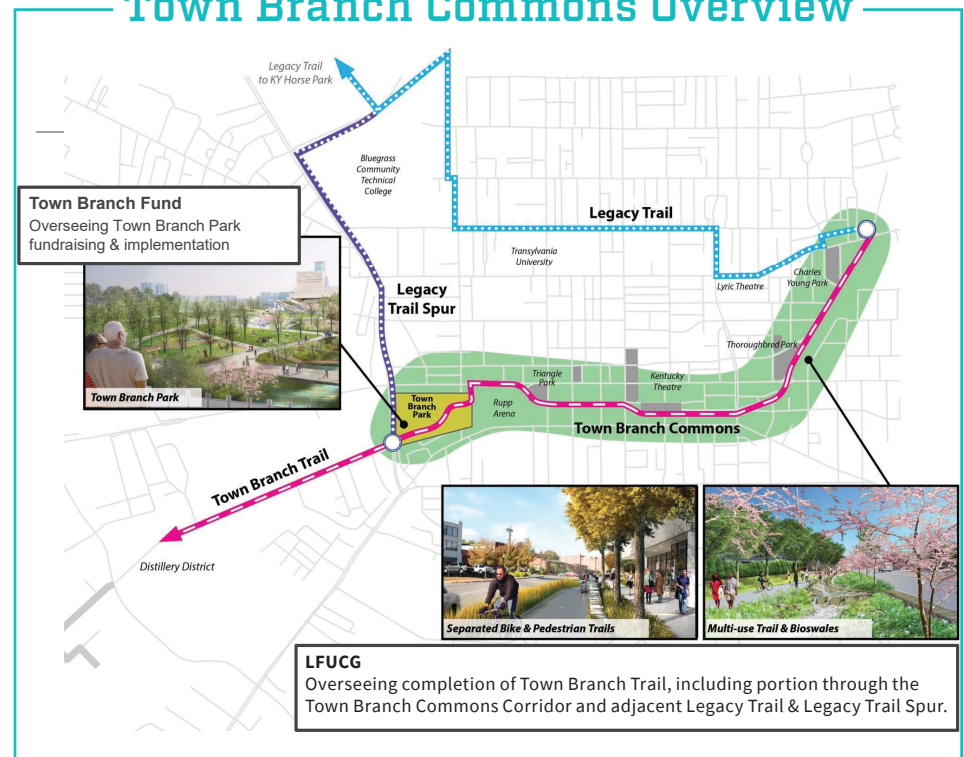 Town Branch Commons Overview
Legacy Trail
to KY Horse Park
Bluegrass
Community
Technical
College
Town Branch Fund
Overseeing Town Branch Park
fundraising & implementation
Legacy Trail
Transylvania
University
Lyric Theatre
Charles
Young Park
Legacy
Trail Spur
Thoroughbred Park
Town Branch Park
Town
Branch
Park
Rupp
Arena
Triangle
Park
Kentucky
Theatre
Town Branch Commons
Town Branch Trail
Distillery District
Separated Bike & Pedestrian Trails
Multi-use Trail & Bioswales
LFUCG
Overseeing completion of Town Branch Trail, including portion through the
Town Branch Commons Corridor and adjacent Legacy Trail & Legacy Trail Spur.